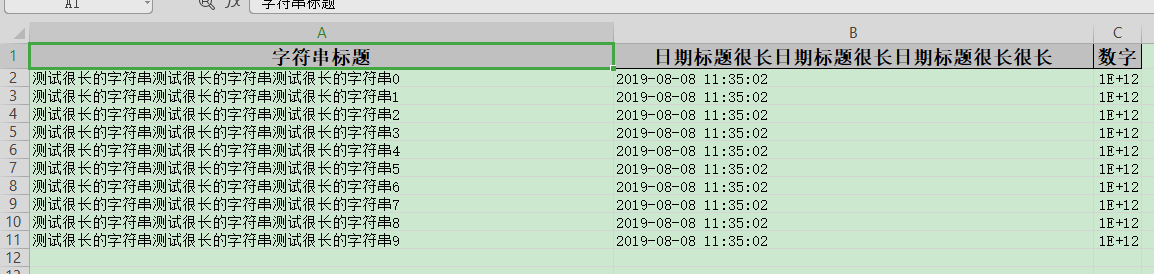 A1 fx 字符串标题
A B C
1 字符串标题 日期标题很长日期标题很长日期标题很长很长 数字
2 测试很长的字符串测试很长的字符串测试很长的字符串0 2019-08-08 11:35:02 1E+12
3 测试很长的字符串测试很长的字符串测试很长的字符串1 2019-08-08 11:35:02 1E+12
4 测试很长的字符串测试很长的字符串测试很长的字符串2 2019-08-08 11:35:02 1E+12
5 测试很长的字符串测试很长的字符串测试很长的字符串3 2019-08-08 11:35:02 1E+12
6 测试很长的字符串测试很长的字符串测试很长的字符串4 2019-08-08 11:35:02 1E+12
7 测试很长的字符串测试很长的字符串测试很长的字符串5 2019-08-08 11:35:02 1E+12
8 测试很长的字符串测试很长的字符串测试很长的字符串6 2019-08-08 11:35:02 1E+12
9 测试很长的字符串测试很长的字符串测试很长的字符串7 2019-08-08 11:35:02 1E+12
10 测试很长的字符串测试很长的字符串测试很长的字符串8 2019-08-08 11:35:02 1E+12
11 测试很长的字符串测试很长的字符串测试很长的字符串9 2019-08-08 11:35:02 1E+12
12